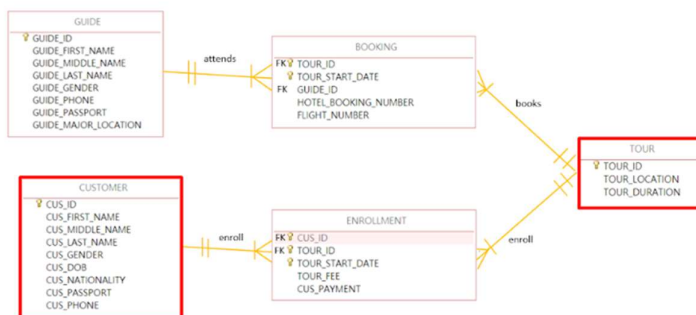 GUIDE
GUIDE_ID
GUIDE_FIRST_NAME
GUIDE_MIDDLE_NAME
GUIDE_LAST_NAME
GUIDE_GENDER
GUIDE_PHONE
GUIDE_PASSPORT
GUIDE_MAJOR_LOCATION
attends
BOOKING
FK TOUR_ID
TOUR_START_DATE
FK GUIDE_ID
HOTEL_BOOKING_NUMBER
FLIGHT_NUMBER
books
TOUR
TOUR_ID
TOUR_LOCATION
TOUR_DURATION
CUSTOMER
CUS_ID
CUS_FIRST_NAME
CUS_MIDDLE_NAME
CUS_LAST_NAME
CUS_GENDER
CUS_DOB
CUS_NATIONALITY
CUS_PASSPORT
CUS_PHONE
enroll
ENROLLMENT
FK CUS_ID
FK TOUR_ID
TOUR_START_DATE
TOUR_FEE
CUS_PAYMENT
enroll